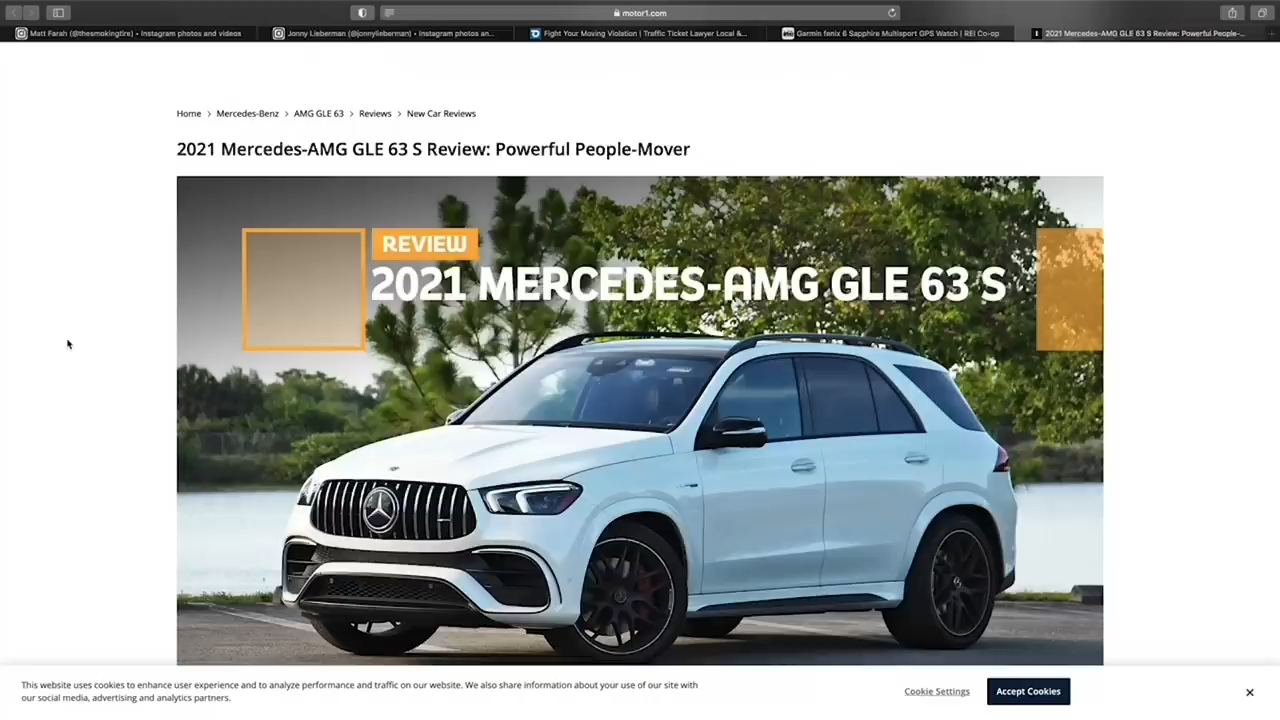 motor1.com
Matt Farah (@thesmokingtire) • Instagram photos and videos
Jonny Lieberman (@jonnylieberman) • Instagram photos an...
Fight Your Moving Violation | Traffic Ticket Lawyer Local &...
Garmin fenix 6 Sapphire Multisport GPS Watch | REI Co-op
2021 Mercedes-AMG GLE 63 S Review: Powerful People-...
Home > Mercedes-Benz > AMG GLE 63 > Reviews > New Car Reviews
2021 Mercedes-AMG GLE 63 S Review: Powerful People-Mover
REVIEW
2021 MERCEDES-AMG GLE 63 S
This website uses cookies to enhance user experience and to analyze performance and traffic on our website. We also share information about your use of our site with
our social media, advertising and analytics partners.
Cookie Settings
Accept Cookies